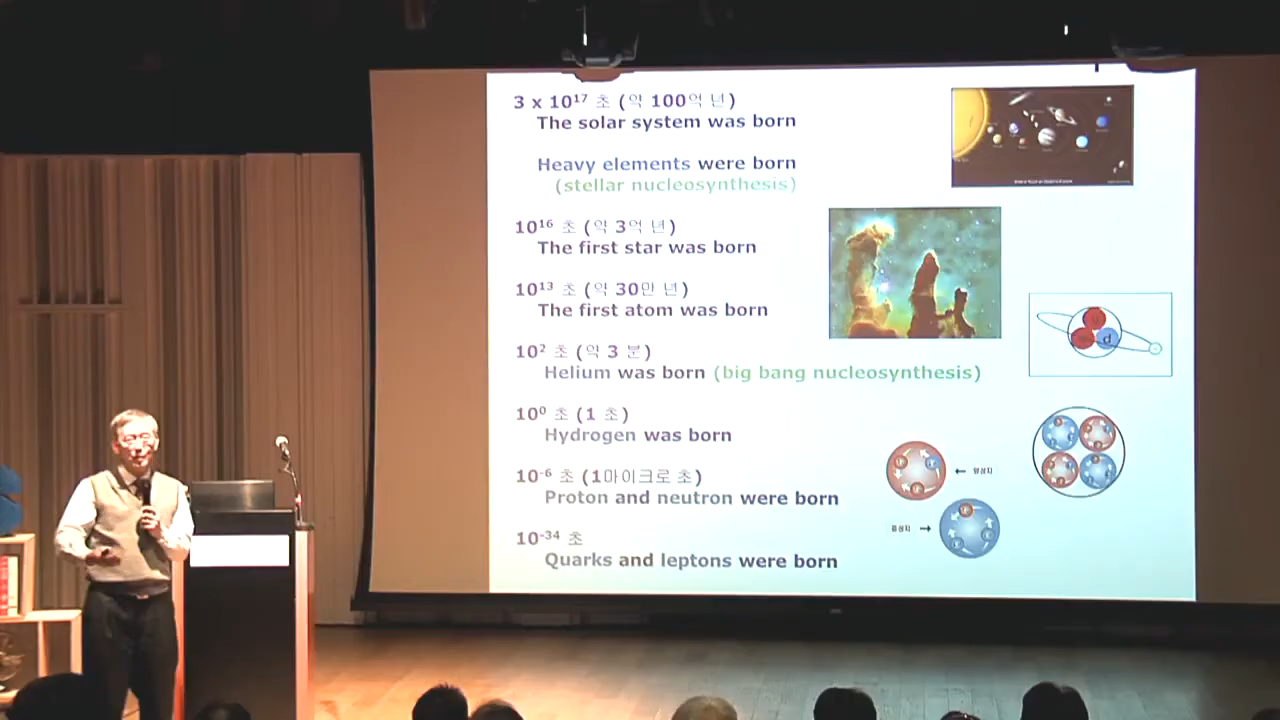 3 x 10¹⁷ 초 (약 100억 년)
The solar system was born
Heavy elements were born
(stellar nucleosynthesis)
10¹⁶ 초 (약 3억 년)
The first star was born
10¹³ 초 (약 30만 년)
The first atom was born
10² 초 (약 3 분)
Helium was born (big bang nucleosynthesis)
10⁰ 초 (1 초)
Hydrogen was born
10⁻⁶ 초 (1마이크로 초)
Proton and neutron were born
10⁻³⁴ 초
Quarks and leptons were born
d